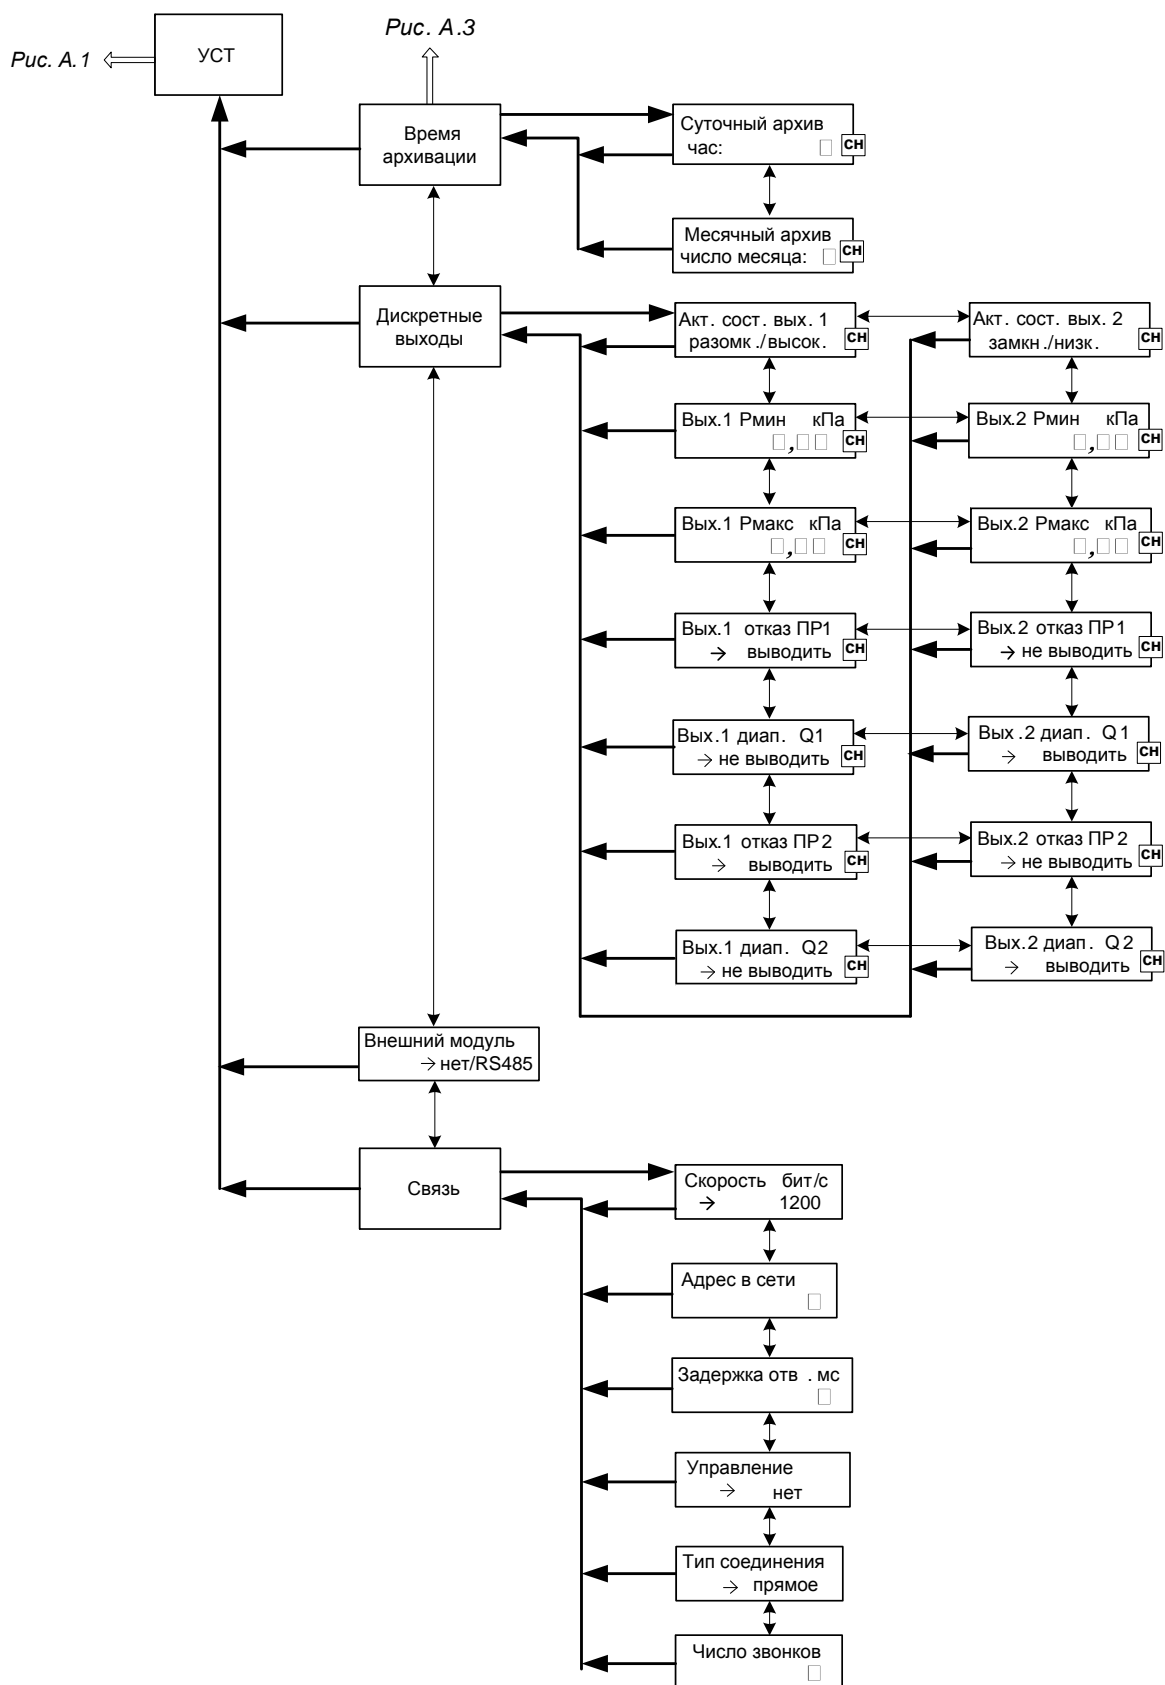 Рис. А.3
Рис. А.1
УСТ
Время
архивации
Суточный архив
час:
СН
Месячный архив
число месяца:
СН
Дискретные
выходы
Акт. сост. вых. 1
разомк./высок.
СН
Акт. сост. вых. 2
замкн./низк.
СН
Вых.1 Рмин кПа
, СН
Вых.2 Рмин кПа
, СН
Вых.1 Рмакс кПа
, СН
Вых.2 Рмакс кПа
, СН
Вых.1 отказ ПР1
→ выводить СН
Вых.2 отказ ПР1
→ не выводить СН
Вых.1 диап. Q1
→ не выводить СН
Вых.2 диап. Q1
→ выводить СН
Вых.1 отказ ПР2
→ выводить СН
Вых.2 отказ ПР2
→ не выводить СН
Вых.1 диап. Q2
→ не выводить СН
Вых.2 диап. Q2
→ выводить СН
Внешний модуль
→ нет/RS485
Связь
Скорость бит/с
→ 1200
Адрес в сети
Задержка отв. мс
Управление
→ нет
Тип соединения
→ прямое
Число звонков